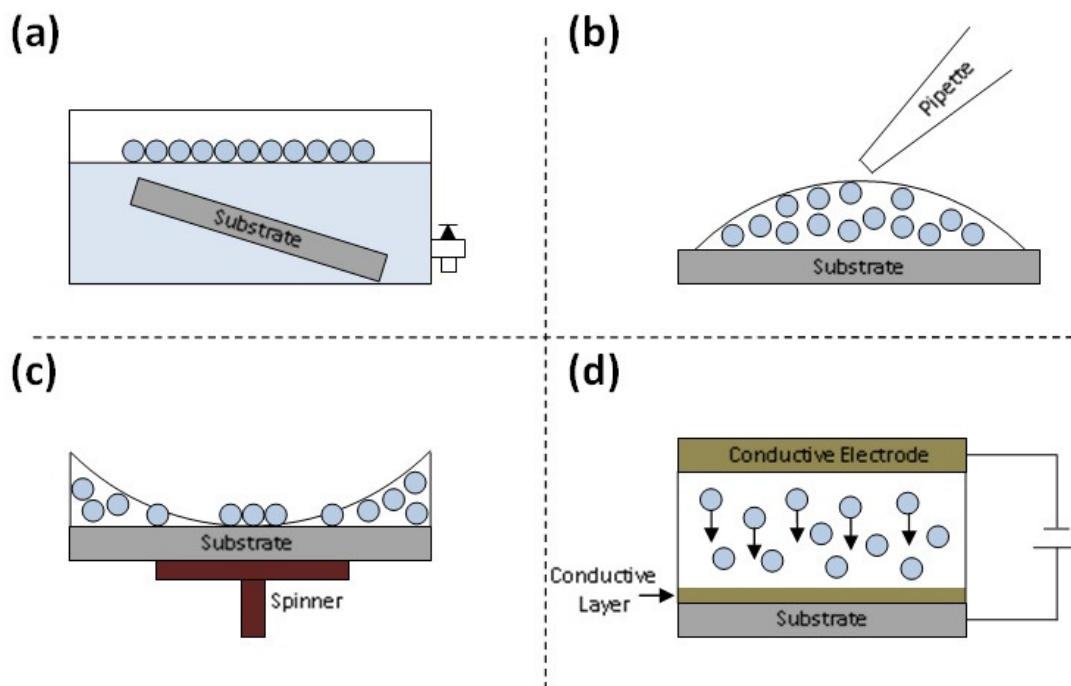 (a)
Substrate
(b)
Pipette
Substrate
(c)
Substrate
Spinner
(d)
Conductive Electrode
Conductive
Layer
Substrate